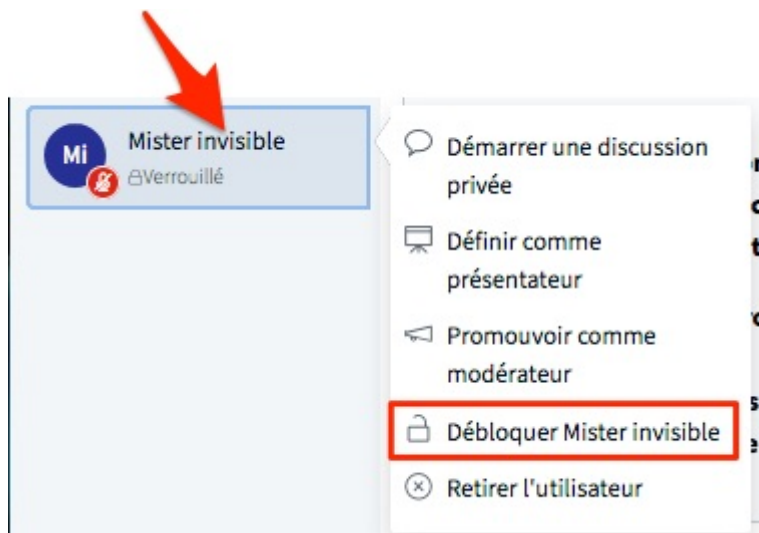 Mi
Mister invisible
Verrouillé
Démarrer une discussion
privée
Définir comme
présentateur
Promouvoir comme
modérateur
Débloquer Mister invisible
Retirer l'utilisateur